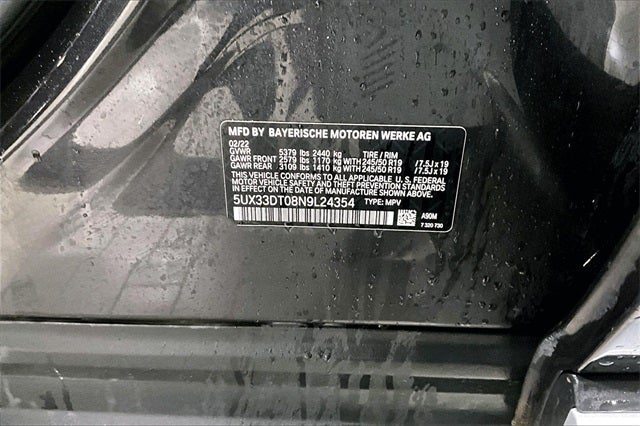 MFD BY BAYERISCHE MOTOREN WERKE AG
02/22
GVWR 5379 lbs 2440 kg TIRE / RIM
GAWR FRONT 2579 lbs 1170 kg WITH 245/50 R19 /7.5J x 19
GAWR REAR 3109 lbs 1410 kg WITH 245/50 R19 /7.5J x 19
THIS VEHICLE CONFORMS TO ALL APPLICABLE U. S. FEDERAL
MOTOR VEHICLE SAFETY AND THEFT PREVENTION STANDARDS
IN EFFECT ON THE DATE OF MANUFACTURE SHOWN ABOVE.
5UX33DT08N9L24354 TYPE: MPV
A90M
7 320 730